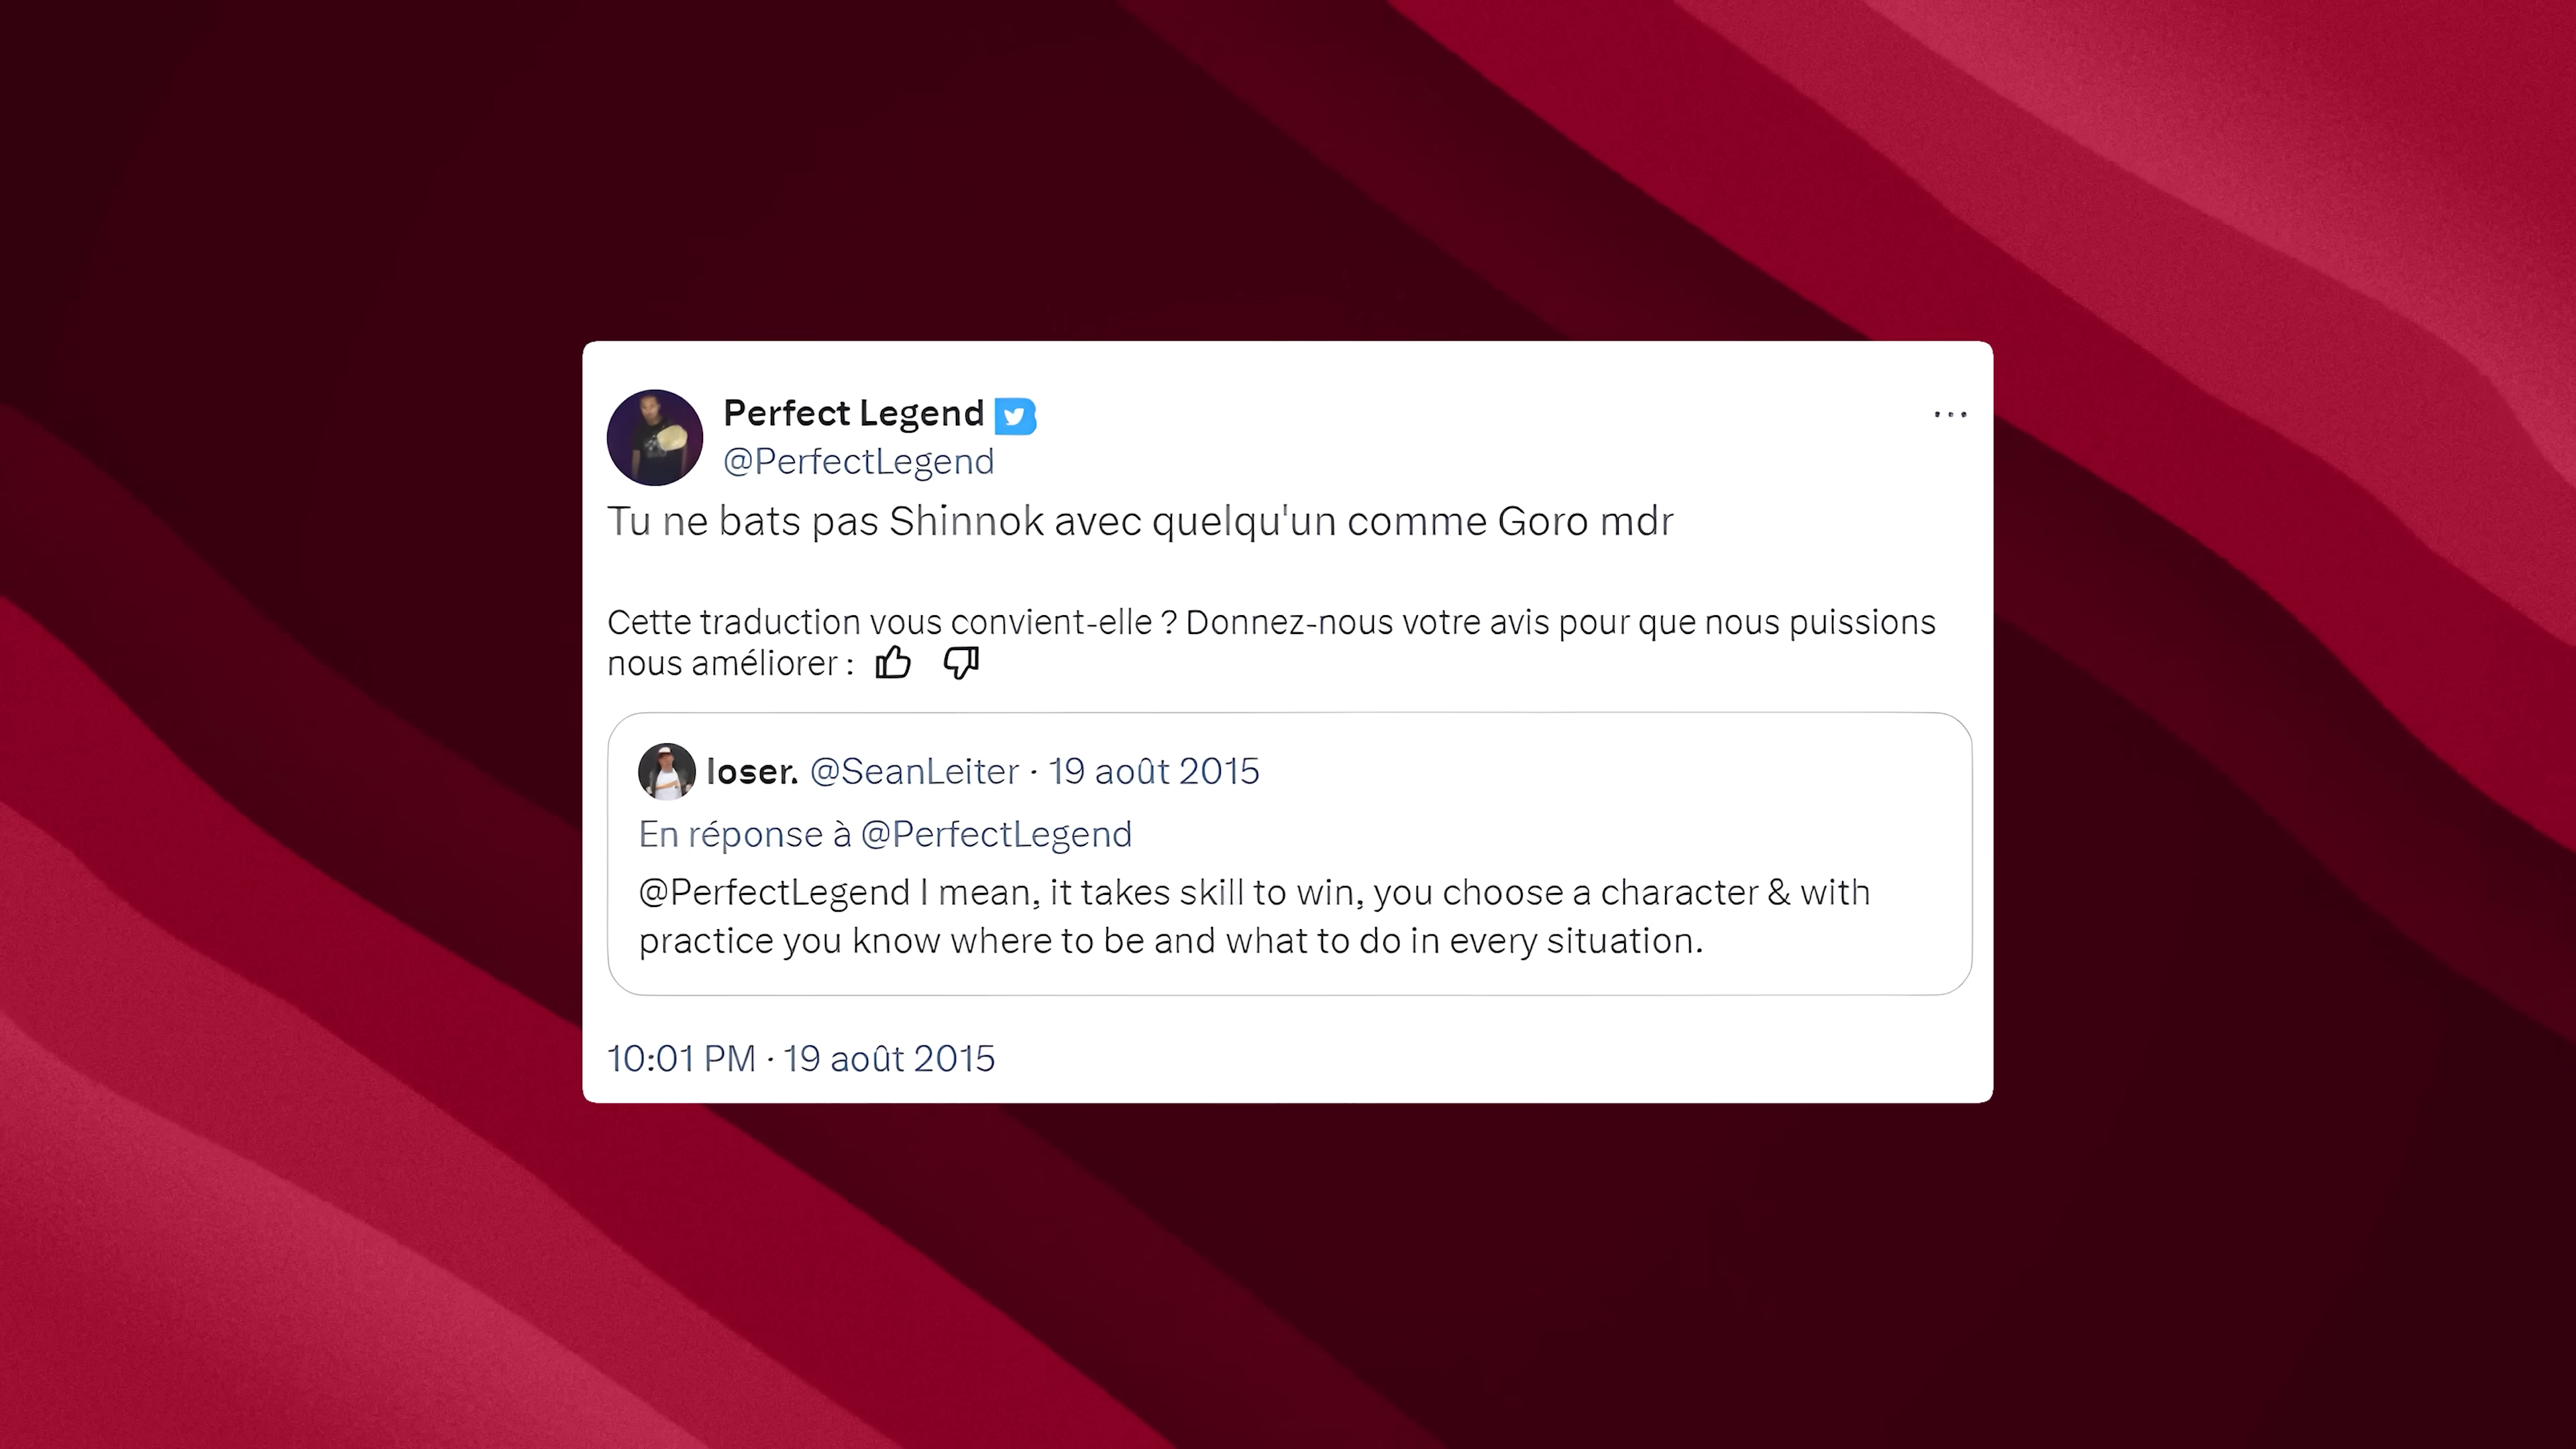 Perfect Legend
@PerfectLegend
Tu ne bats pas Shinnok avec quelqu'un comme Goro mdr
Cette traduction vous convient-elle ? Donnez-nous votre avis pour que nous puissions
nous améliorer :
loser. @SeanLeiter · 19 août 2015
En réponse à @PerfectLegend
@PerfectLegend I mean, it takes skill to win, you choose a character & with
practice you know where to be and what to do in every situation.
10:01 PM · 19 août 2015